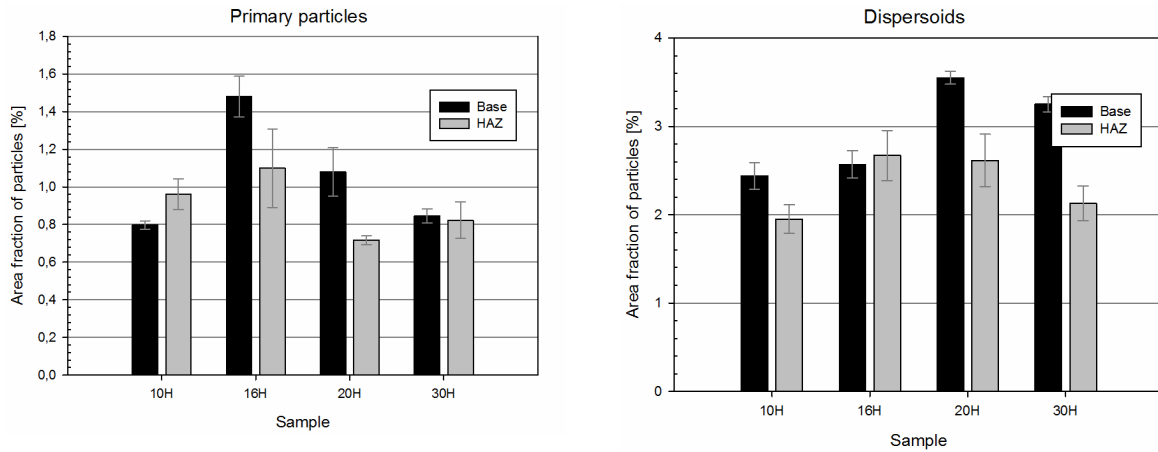 Primary particles
Area fraction of particles [%]
1,8
1,6
1,4
1,2
1,0
0,8
0,6
0,4
0,2
0,0
Base
HAZ
10H 16H 20H 30H
Sample
Dispersoids
Area fraction of particles [%]
4
3
2
1
0
Base
HAZ
10H 16H 20H 30H
Sample